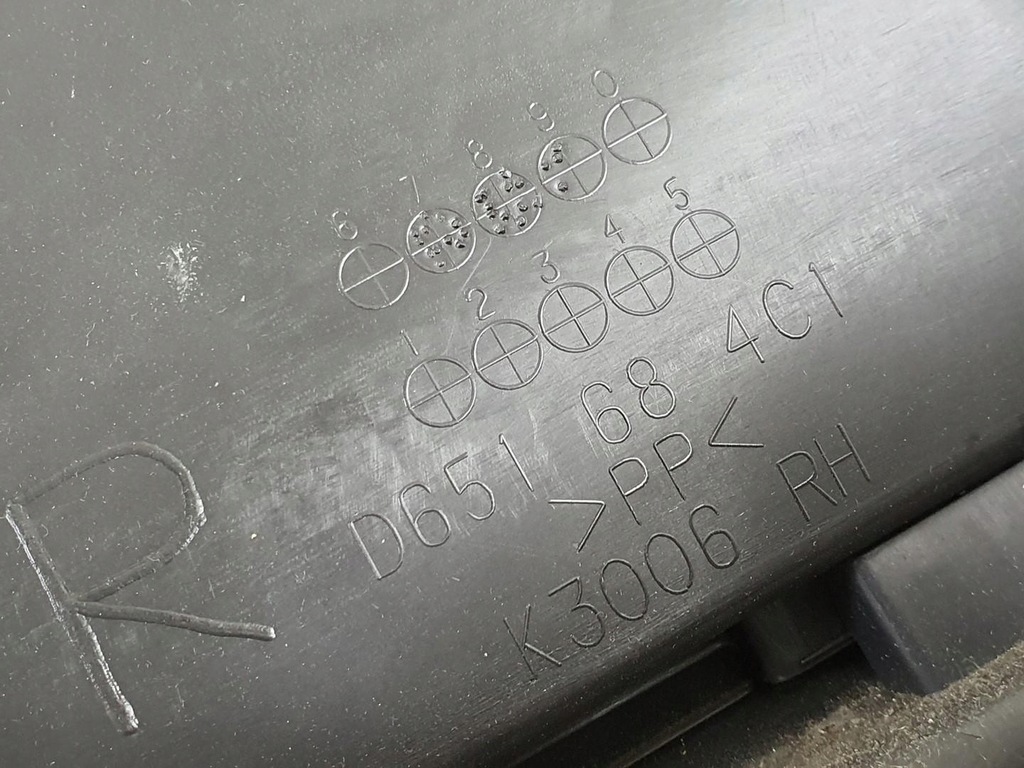 6 7 8 9 0
1 2 3 4 5
D651 68 4C1
>PP<
K3006 RH
R